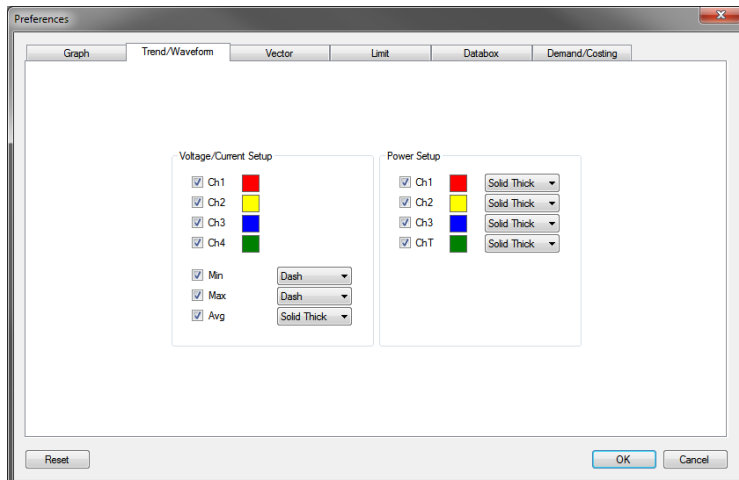 Preferences
Graph
Trend/Waveform
Vector
Limit
Databox
Demand/Costing
Voltage/Current Setup
Ch1
Ch2
Ch3
Ch4
Min Dash
Max Dash
Avg Solid Thick
Power Setup
Ch1 Solid Thick
Ch2 Solid Thick
Ch3 Solid Thick
ChT Solid Thick
Reset
OK
Cancel